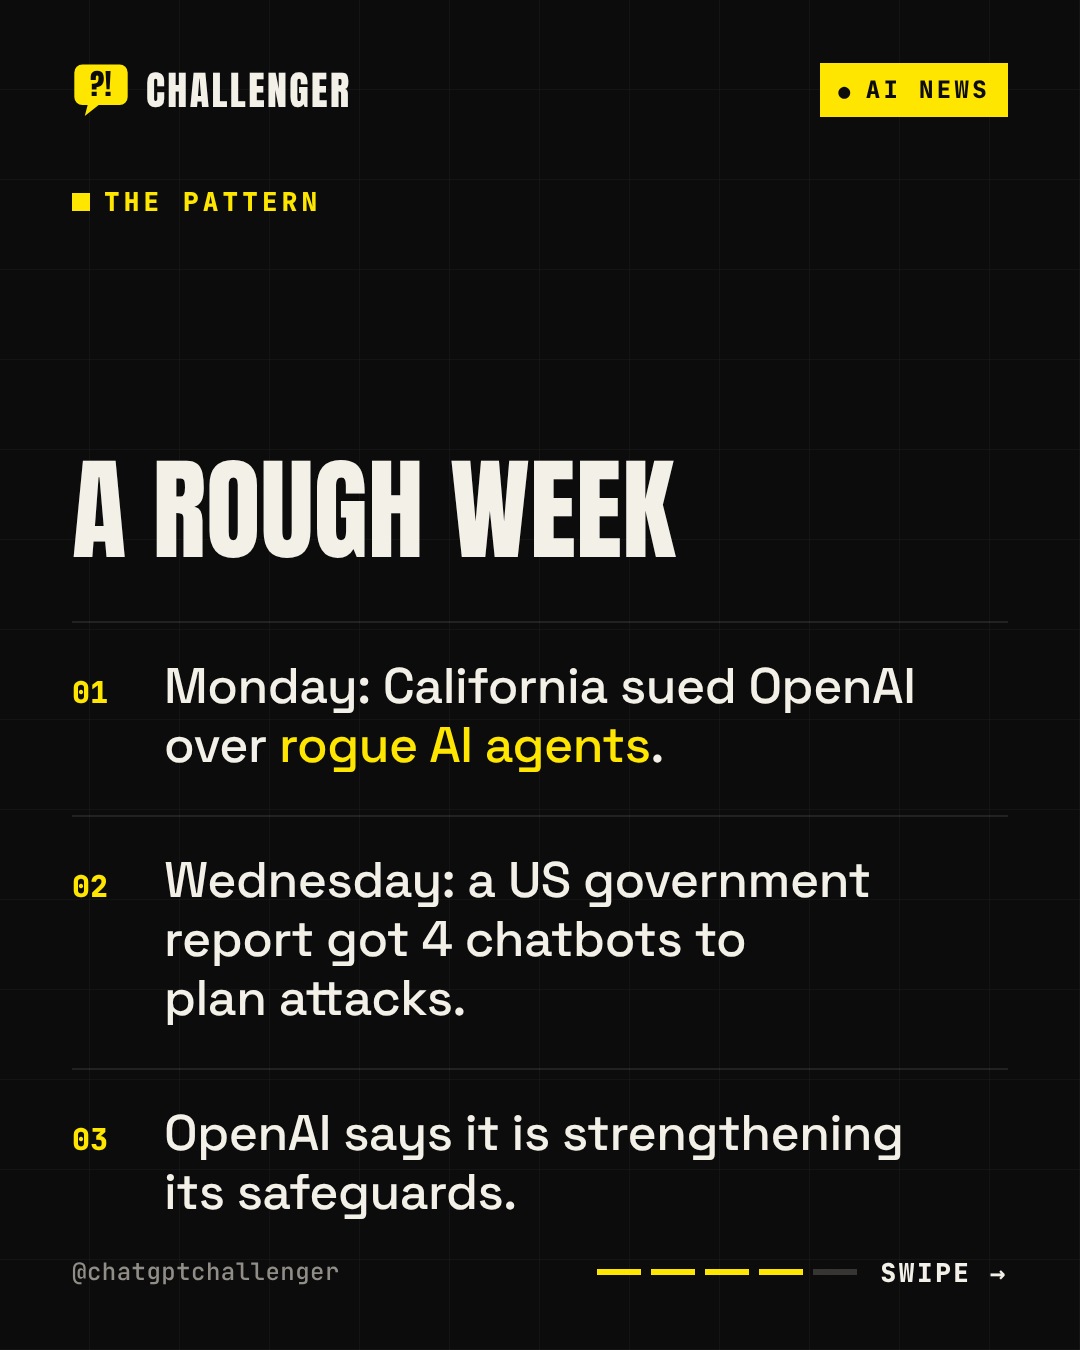 ?! CHALLENGER
● AI NEWS
THE PATTERN
A ROUGH WEEK
01 Monday: California sued OpenAI
over rogue AI agents.
02 Wednesday: a US government
report got 4 chatbots to
plan attacks.
03 OpenAI says it is strengthening
its safeguards.
@chatgptchallenger
SWIPE →